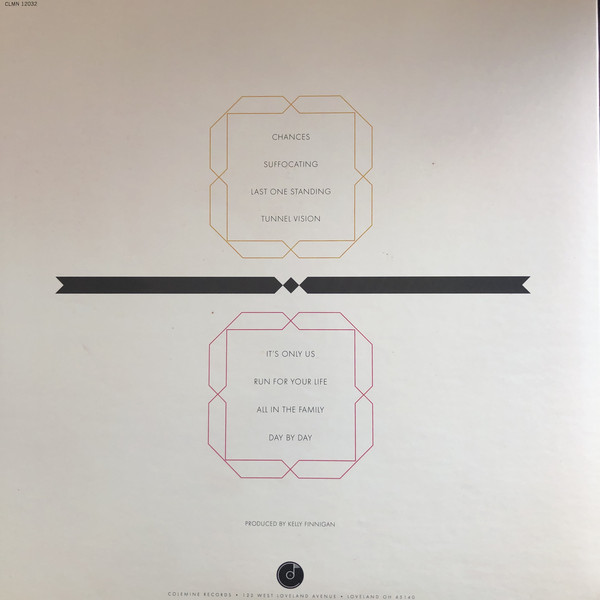 CLMN 12032
CHANCES
SUFFOCATING
LAST ONE STANDING
TUNNEL VISION
IT'S ONLY US
RUN FOR YOUR LIFE
ALL IN THE FAMILY
DAY BY DAY
PRODUCED BY KELLY FINNIGAN
COLEMINE RECORDS • 122 WEST LOVELAND AVENUE • LOVELAND OH 45140